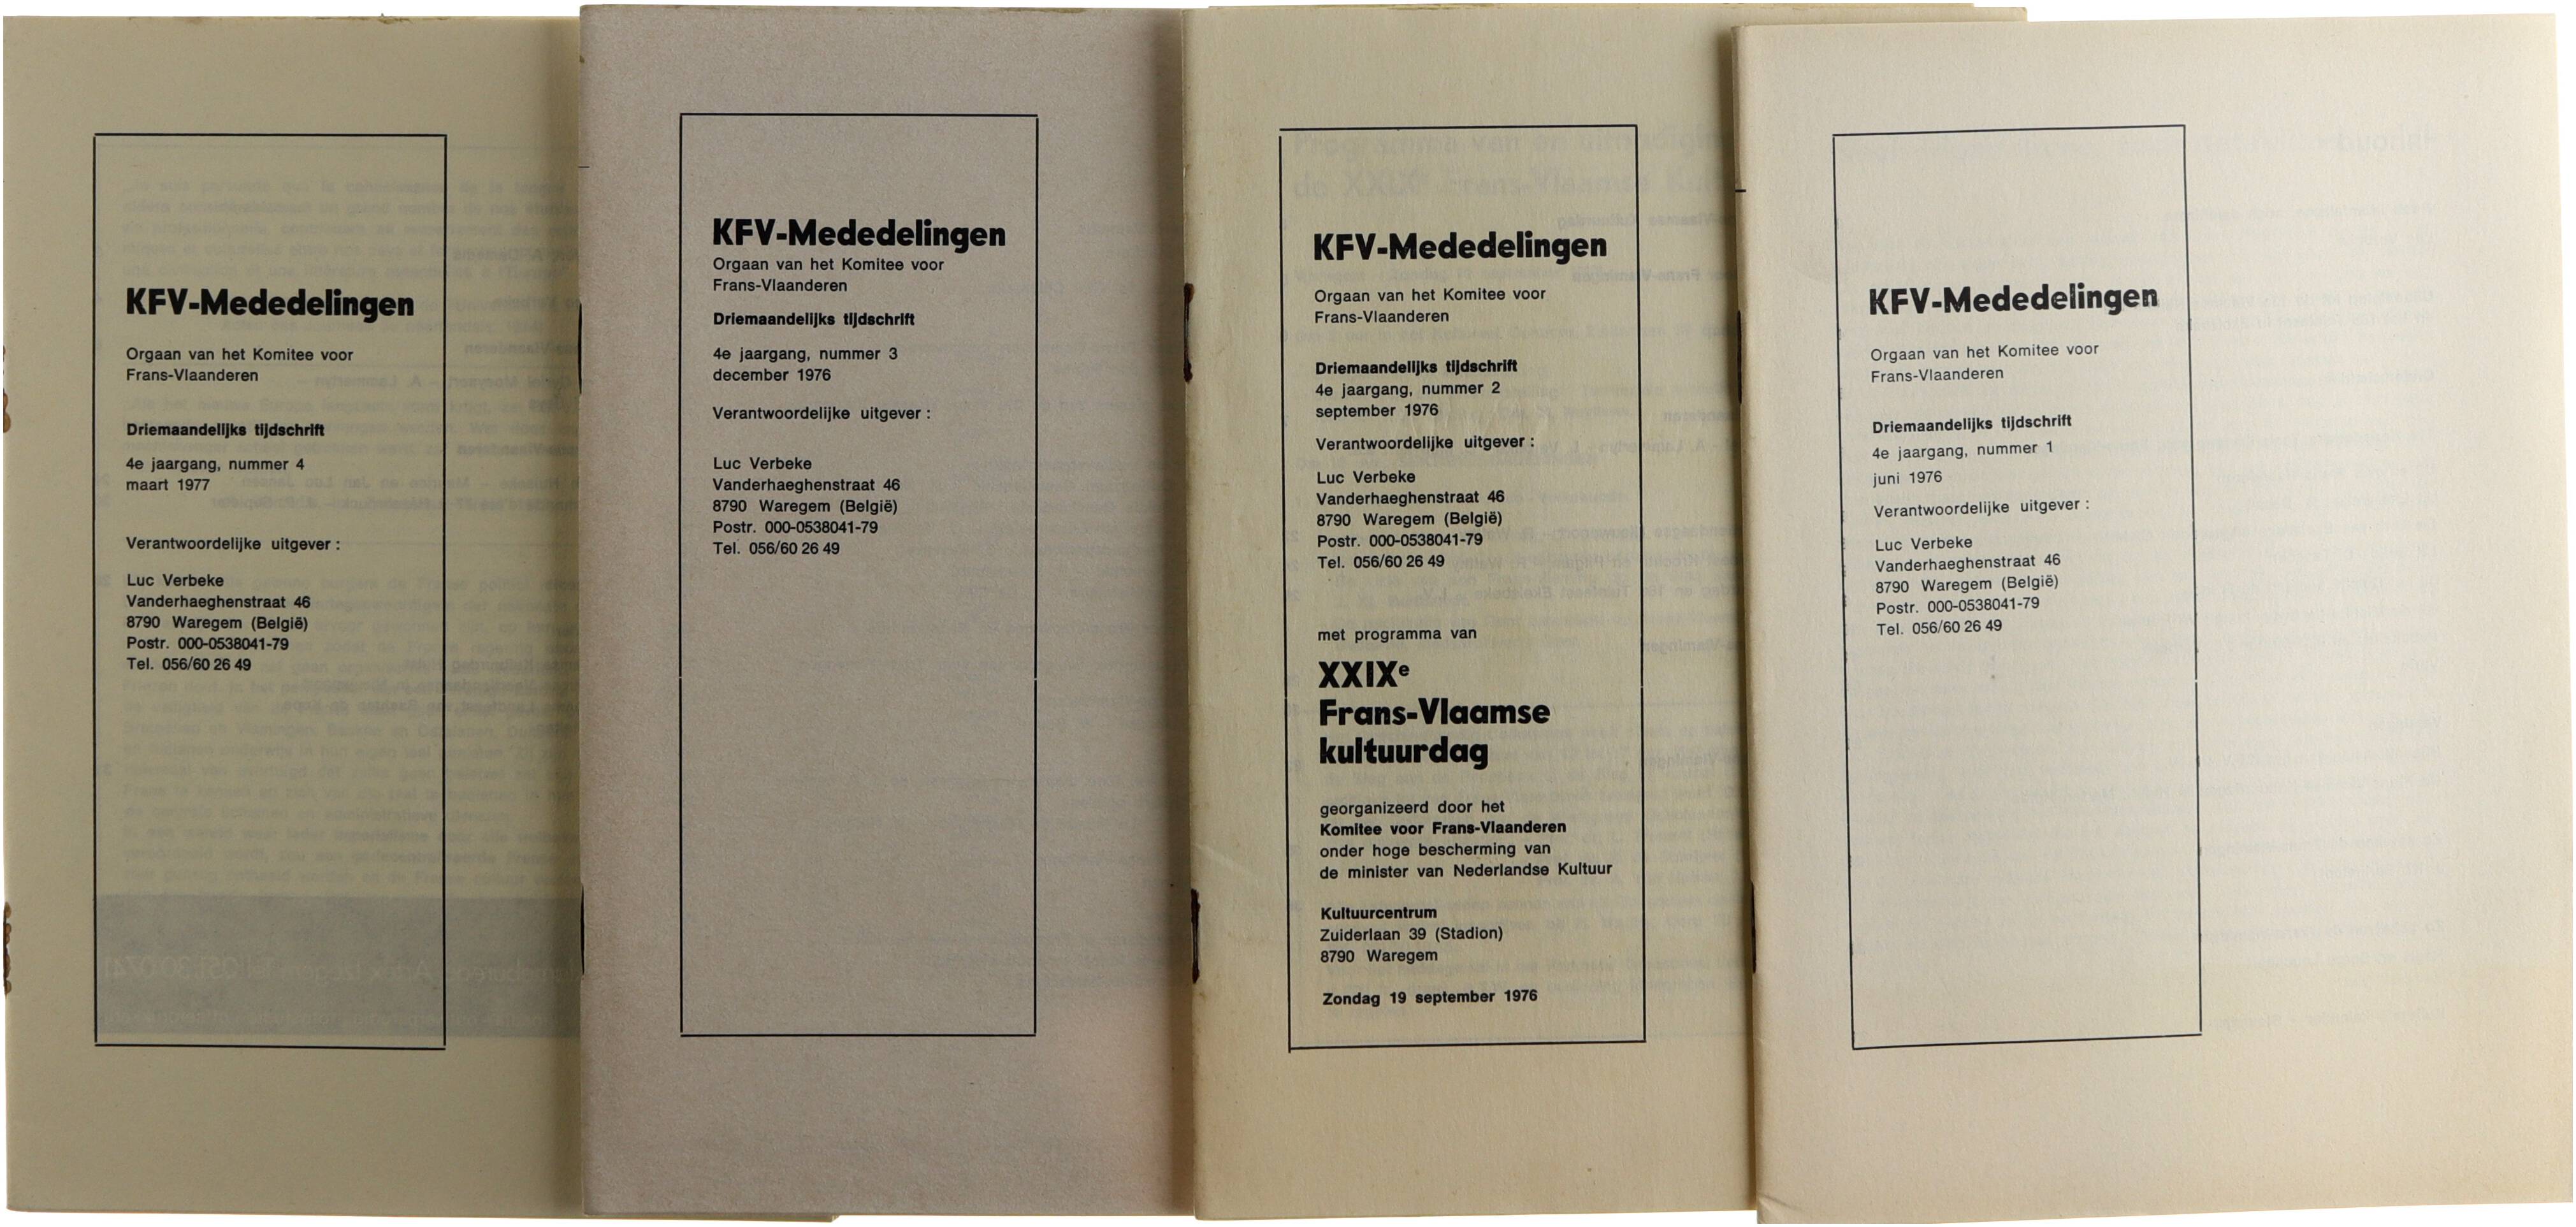 KFV-Mededelingen
Orgaan van het Komitee voor
Frans-Vlaanderen
Driemaandelijks tijdschrift
4e jaargang, nummer 4
maart 1977
Verantwoordelijke uitgever :
Luc Verbeke
Vanderhaeghenstraat 46
8790 Waregem (België)
Postr. 000-0538041-79
Tel. 056/60 26 49
KFV-Mededelingen
Orgaan van het Komitee voor
Frans-Vlaanderen
Driemaandelijks tijdschrift
4e jaargang, nummer 3
december 1976
Verantwoordelijke uitgever :
Luc Verbeke
Vanderhaeghenstraat 46
8790 Waregem (België)
Postr. 000-0538041-79
Tel. 056/60 26 49
KFV-Mededelingen
Orgaan van het Komitee voor
Frans-Vlaanderen
Driemaandelijks tijdschrift
4e jaargang, nummer 2
september 1976
Verantwoordelijke uitgever :
Luc Verbeke
Vanderhaeghenstraat 46
8790 Waregem (België)
Postr. 000-0538041-79
Tel. 056/60 26 49
met programma van
XXIXe
Frans-Vlaamse
kultuurdag
georganizeerd door het
Komitee voor Frans-Vlaanderen
onder hoge bescherming van
de minister van Nederlandse Kultuur
Kultuurcentrum
Zuiderlaan 39 (Stadion)
8790 Waregem
Zondag 19 september 1976
KFV-Mededelingen
Orgaan van het Komitee voor
Frans-Vlaanderen
Driemaandelijks tijdschrift
4e jaargang, nummer 1
juni 1976
Verantwoordelijke uitgever :
Luc Verbeke
Vanderhaeghenstraat 46
8790 Waregem (België)
Postr. 000-0538041-79
Tel. 056/60 26 49